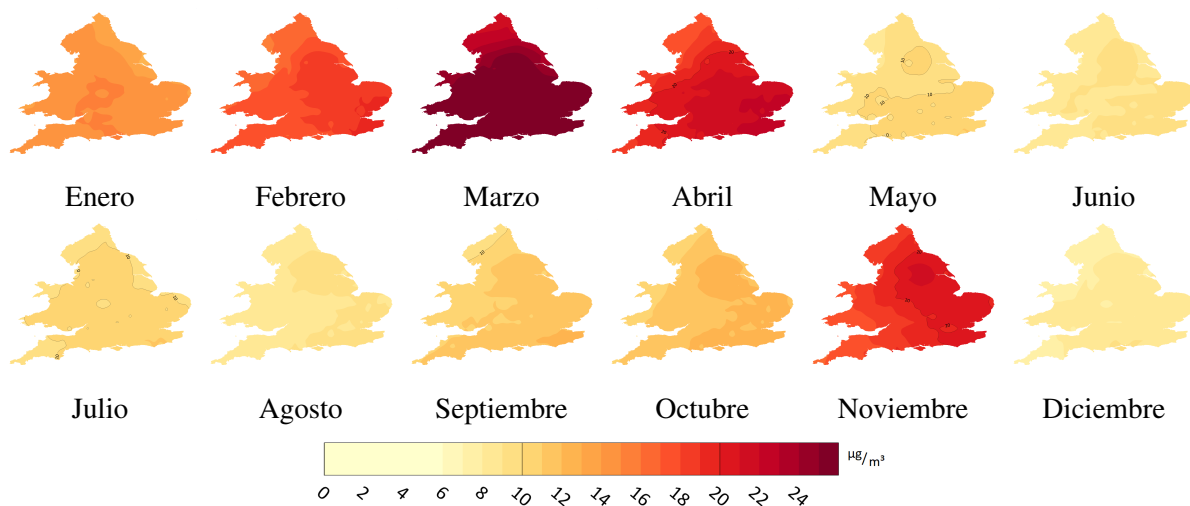 Enero Febrero Marzo Abril Mayo Junio
Julio Agosto Septiembre Octubre Noviembre Diciembre
µg/m³
0 2 4 6 8 10 12 14 16 18 20 22 24